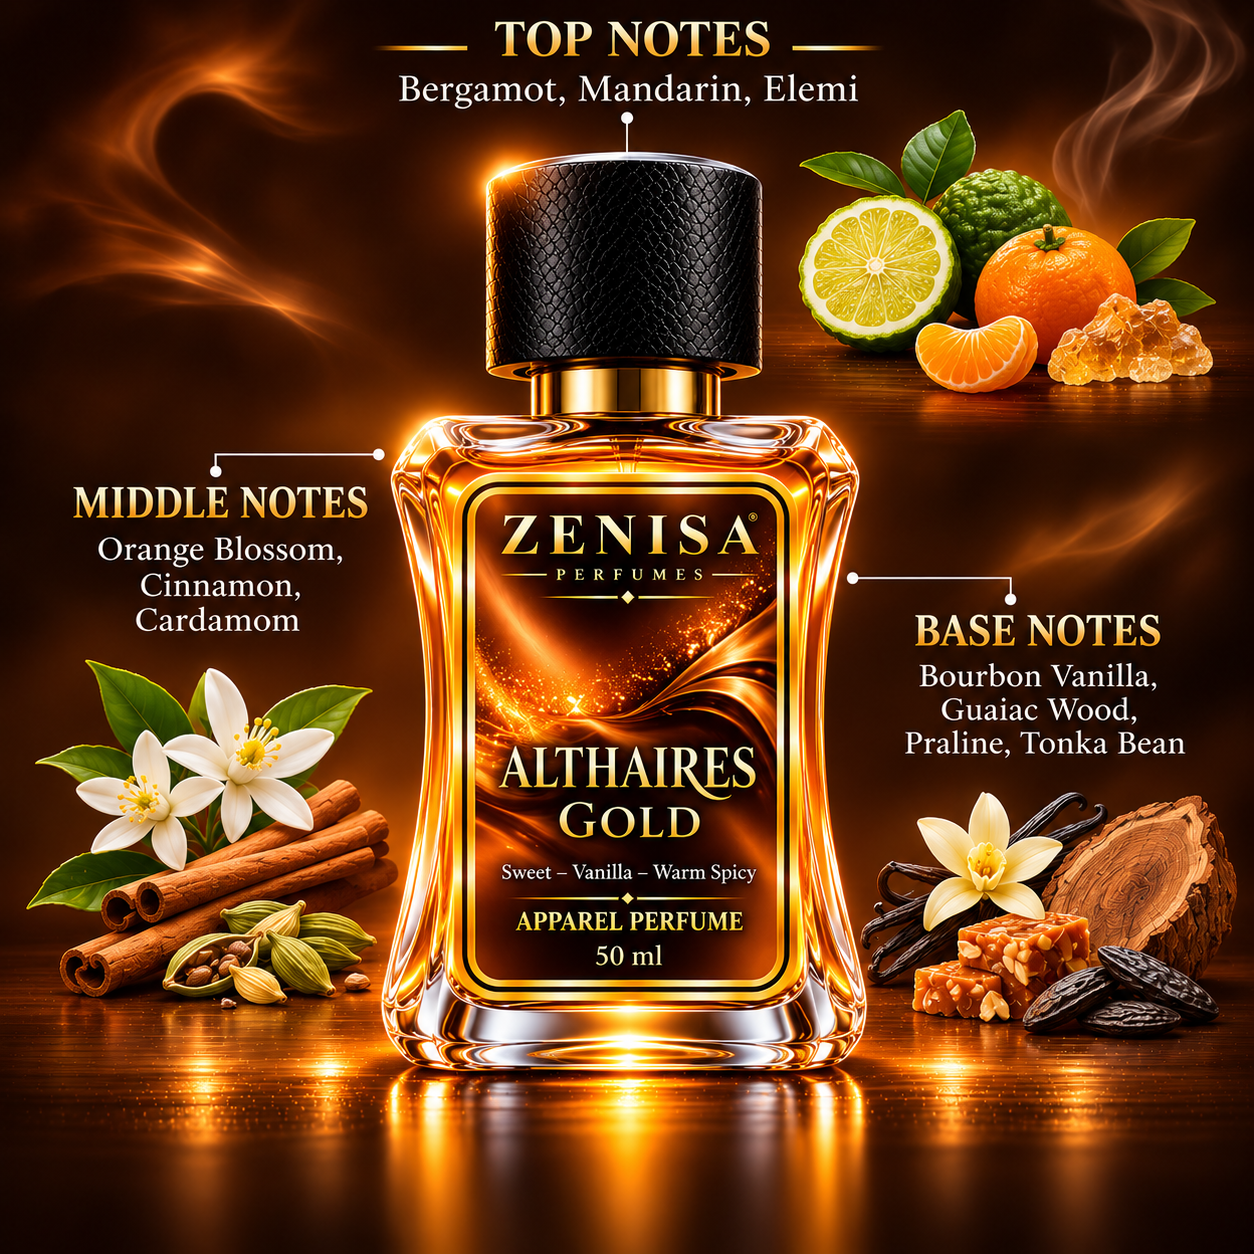 TOP NOTES
Bergamot, Mandarin, Elemi
MIDDLE NOTES
Orange Blossom,
Cinnamon,
Cardamom
ZENISA®
PERFUMES
ALTHAIRES
GOLD
Sweet – Vanilla – Warm Spicy
APPAREL PERFUME
50 ml
BASE NOTES
Bourbon Vanilla,
Guaiac Wood,
Praline, Tonka Bean